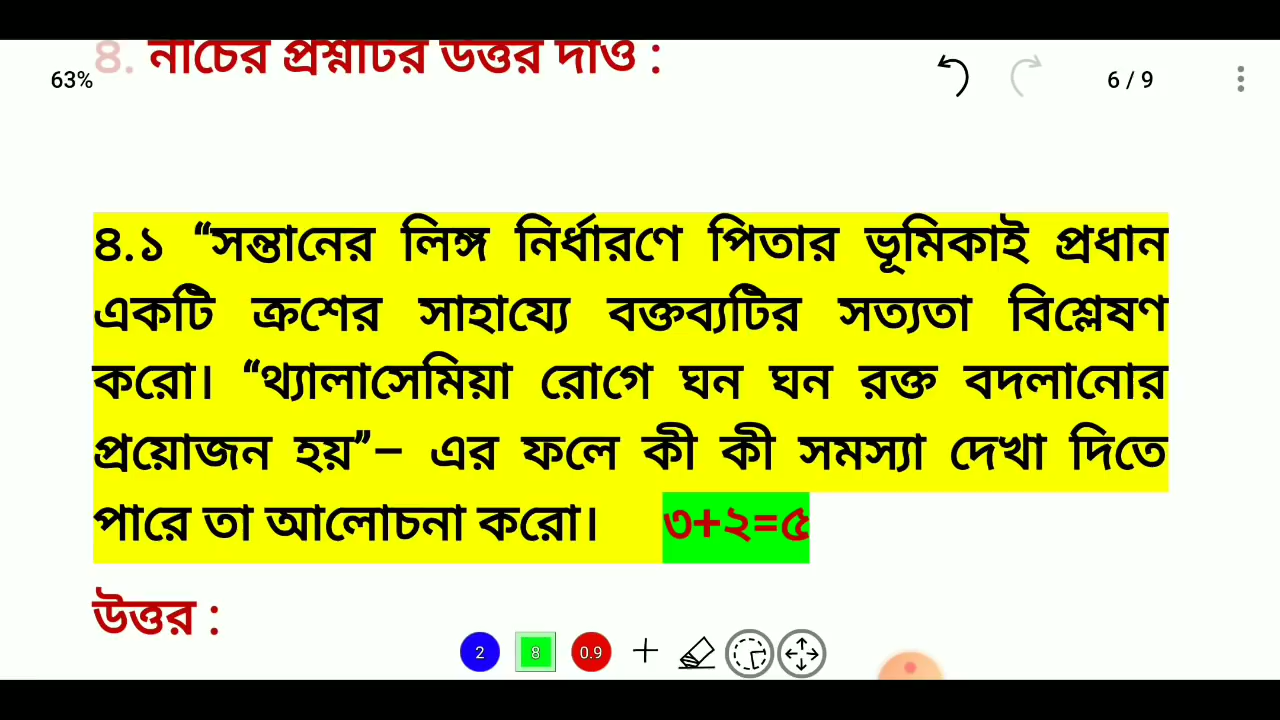 ৪. নীচের প্রশ্নটির উত্তর দাও :
63%
6 / 9
৪.১ “সন্তানের লিঙ্গ নির্ধারণে পিতার ভূমিকাই প্রধান
একটি ক্রশের সাহায্যে বক্তব্যটির সত্যতা বিশ্লেষণ
করো। “থ্যালাসেমিয়া রোগে ঘন ঘন রক্ত বদলানোর
প্রয়োজন হয়”– এর ফলে কী কী সমস্যা দেখা দিতে
পারে তা আলোচনা করো। ৩+২=৫
উত্তর :
2 8 0.9